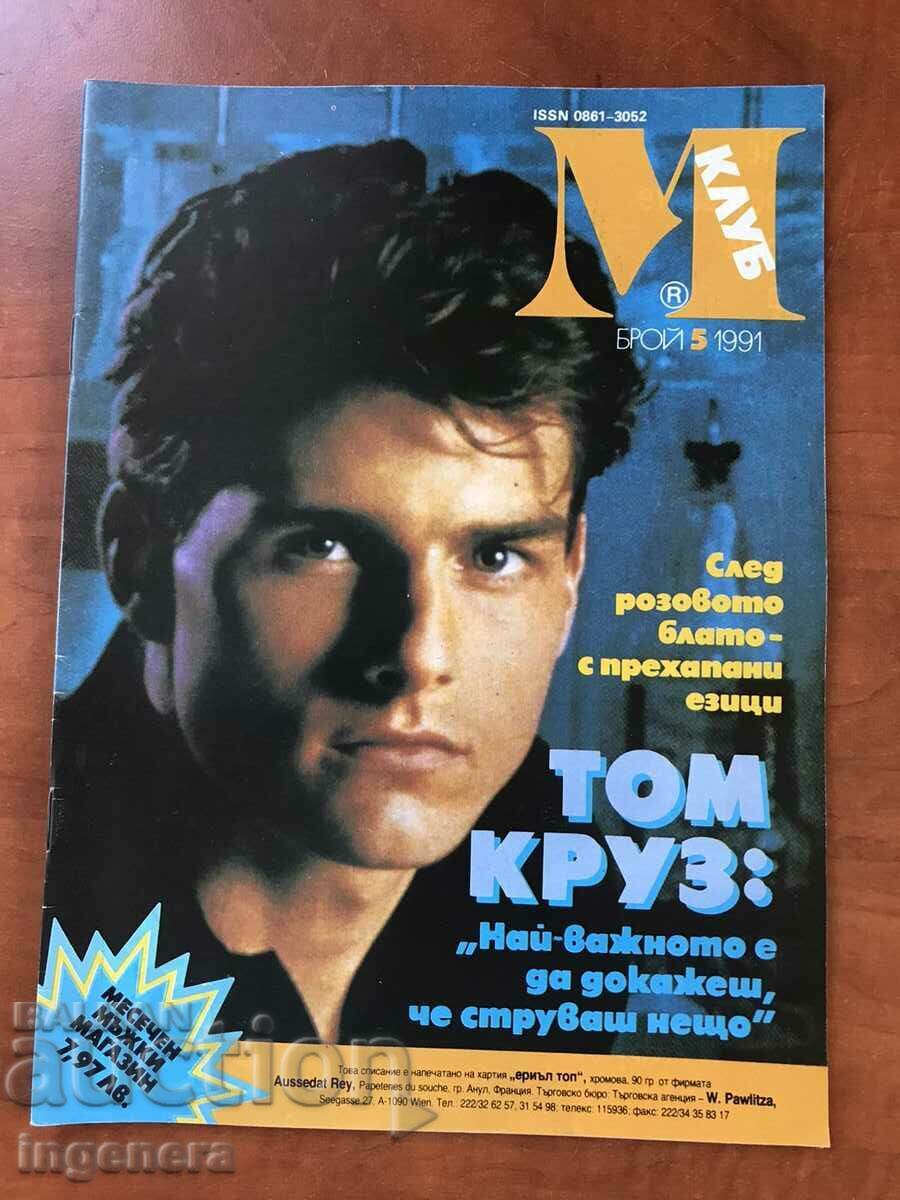 ISSN 0861-3052
М
КЛУБ
®
БРОЙ 5 1991
След
розовото
блато-
с прехапани
езици
ТОМ
КРУЗ:
„Най-важното е
да докажеш,
че струваш нещо"
МЕСЕЧЕН
МЪЖКИ
МАГАЗИН
7,97 ЛВ.
Това списание е напечатано на хартия „ериъл топ", хромова, 90 гр от фирмата
Aussedat Rey, Papeteries du souche, гр. Анул, Франция. Търговско бюро: Търговска агенция – W. Pawlitza,
Seegasse.27, A-1090 Wien. Тел.: 222/32 62 57, 31 54 98; телекс: 115936; факс: 222/34 35 83 17
BALKAN
auction
ingenera